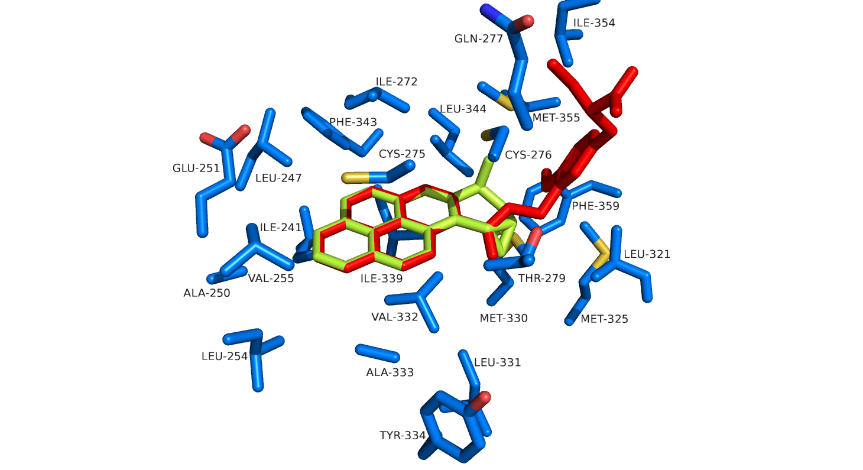 ILE-354
GLN-277
ILE-272
LEU-344
MET-355
PHE-343
CYS-275
CYS-276
GLU-251
LEU-247
PHE-359
ILE-241
LEU-321
VAL-255
ILE-339
THR-279
ALA-250
VAL-332
MET-330
MET-325
LEU-254
LEU-331
ALA-333
TYR-334